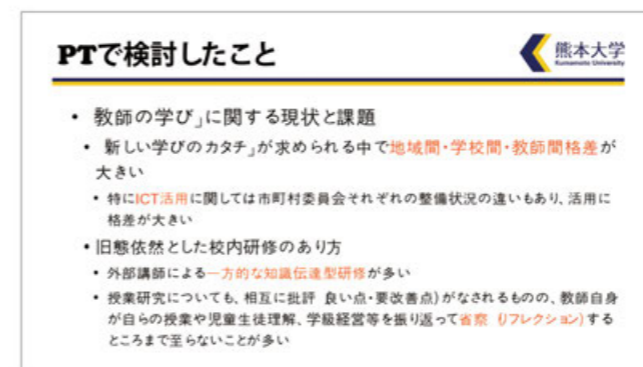 PTで検討したこと
熊本大学
Kumamoto University
• 教師の学び」に関する現状と課題
• 新しい学びのカタチ」が求められる中で地域間・学校間・教師間格差が
大きい
• 特にICT活用に関しては市町村委員会それぞれの整備状況の違いもあり、活用に
格差が大きい
• 旧態依然とした校内研修のあり方
• 外部講師による一方的な知識伝達型研修が多い
• 授業研究についても、相互に批評 良い点・要改善点)がなされるものの、教師自身
が自らの授業や児童生徒理解、学級経営等を振り返って省察 (リフレクション)する
ところまで至らないことが多い